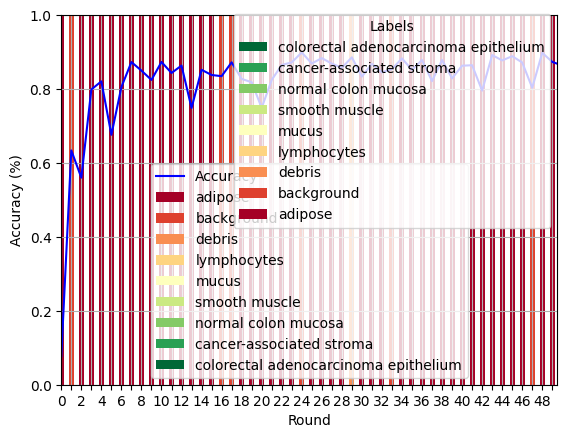 1.0
0.8
0.6
0.4
0.2
0.0
Accuracy (%)
Labels
colorectal adenocarcinoma epithelium
cancer-associated stroma
normal colon mucosa
smooth muscle
mucus
lymphocytes
debris
background
adipose
Accuracy
adipose
background
debris
lymphocytes
mucus
smooth muscle
normal colon mucosa
cancer-associated stroma
colorectal adenocarcinoma epithelium
0 2 4 6 8 10 12 14 16 18 20 22 24 26 28 30 32 34 36 38 40 42 44 46 48
Round